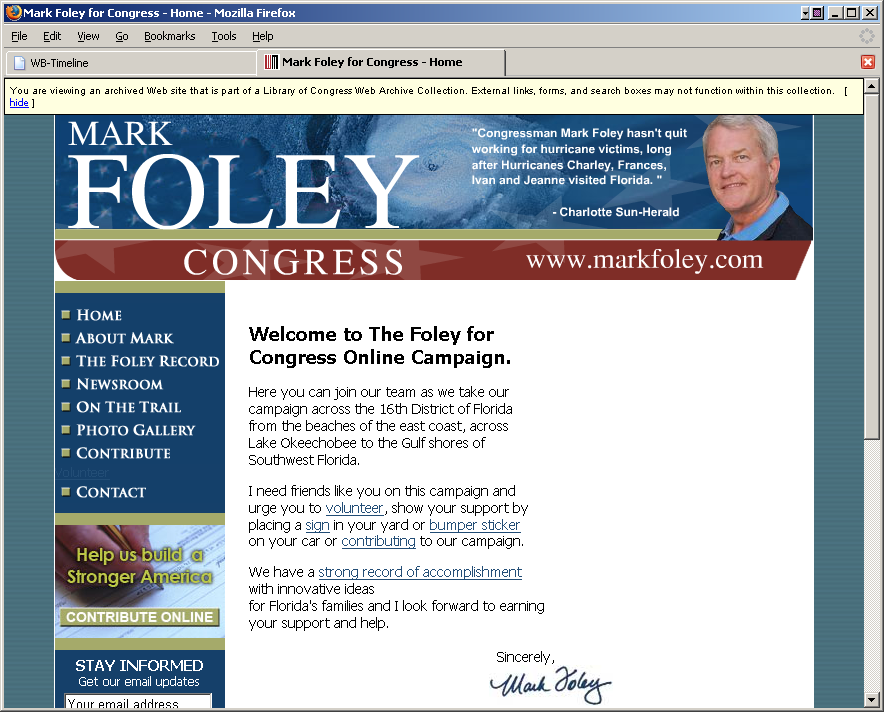 Mark Foley for Congress - Home - Mozilla Firefox
File Edit View Go Bookmarks Tools Help
WB-Timeline
Mark Foley for Congress - Home
You are viewing an archived Web site that is part of a Library of Congress Web Archive Collection. External links, forms, and search boxes may not function within this collection. [
hide ]
MARK
FOLEY
"Congressman Mark Foley hasn't quit
working for hurricane victims, long
after Hurricanes Charley, Frances,
Ivan and Jeanne visited Florida. "
- Charlotte Sun-Herald
CONGRESS
www.markfoley.com
HOME
ABOUT MARK
THE FOLEY RECORD
NEWSROOM
ON THE TRAIL
PHOTO GALLERY
CONTRIBUTE
Volunteer
CONTACT
Help us build a
Stronger America
CONTRIBUTE ONLINE
STAY INFORMED
Get our email updates
Your email address
Welcome to The Foley for
Congress Online Campaign.
Here you can join our team as we take our
campaign across the 16th District of Florida
from the beaches of the east coast, across
Lake Okeechobee to the Gulf shores of
Southwest Florida.
I need friends like you on this campaign and
urge you to volunteer, show your support by
placing a sign in your yard or bumper sticker
on your car or contributing to our campaign.
We have a strong record of accomplishment
with innovative ideas
for Florida's families and I look forward to earning
your support and help.
Sincerely,
Mark Foley